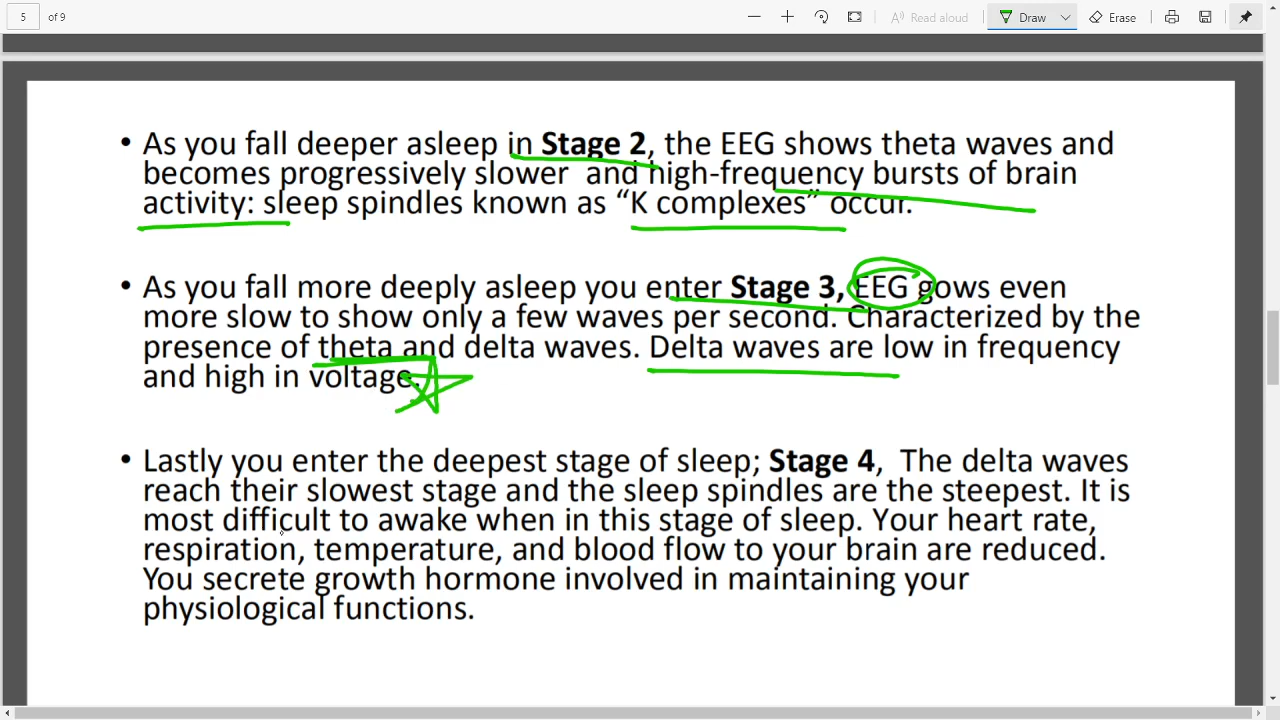 5 of 9 Read aloud Draw Erase
• As you fall deeper asleep in Stage 2, the EEG shows theta waves and
becomes progressively slower and high-frequency bursts of brain
activity: sleep spindles known as “K complexes” occur.
• As you fall more deeply asleep you enter Stage 3, EEG gows even
more slow to show only a few waves per second. Characterized by the
presence of theta and delta waves. Delta waves are low in frequency
and high in voltage.
• Lastly you enter the deepest stage of sleep; Stage 4, The delta waves
reach their slowest stage and the sleep spindles are the steepest. It is
most difficult to awake when in this stage of sleep. Your heart rate,
respiration, temperature, and blood flow to your brain are reduced.
You secrete growth hormone involved in maintaining your
physiological functions.